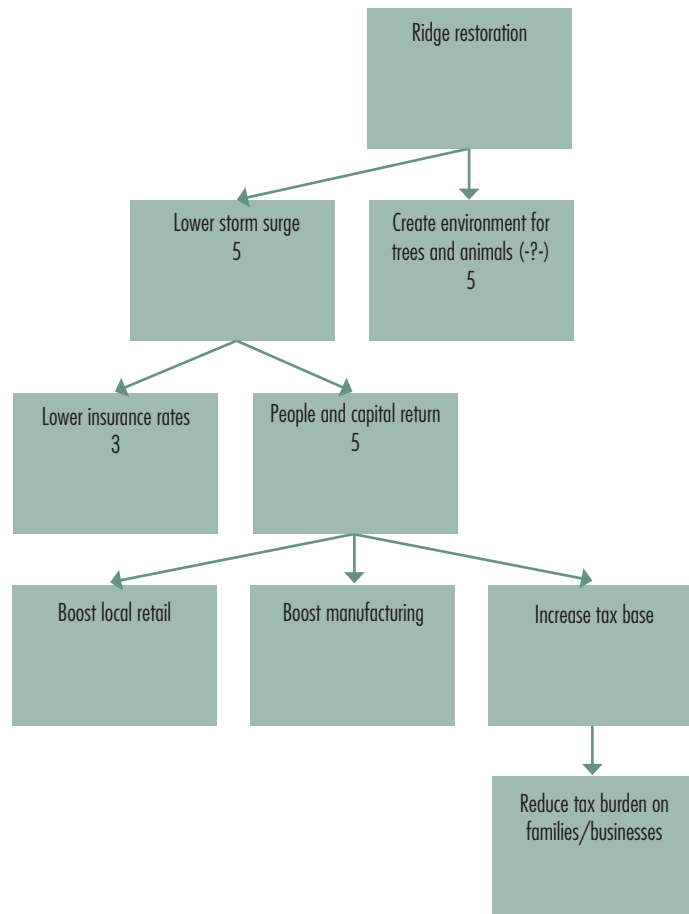 Ridge restoration
Lower storm surge
5
Create environment for
trees and animals (-?-)
5
Lower insurance rates
3
People and capital return
5
Boost local retail
Boost manufacturing
Increase tax base
Reduce tax burden on
families/businesses